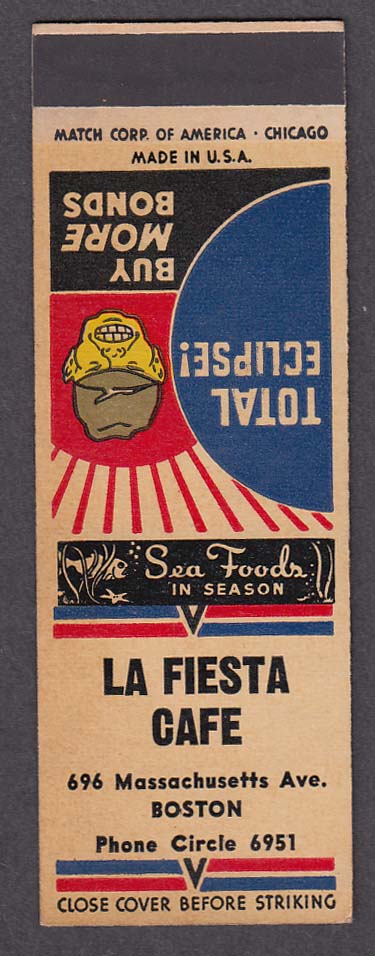 MATCH CORP. OF AMERICA · CHICAGO
MADE IN U.S.A.
TOTAL
ECLIPSE!
BUY
MORE
BONDS
Sea Foods
IN SEASON
V
LA FIESTA
CAFE
696 Massachusetts Ave.
BOSTON
Phone Circle 6951
V
CLOSE COVER BEFORE STRIKING